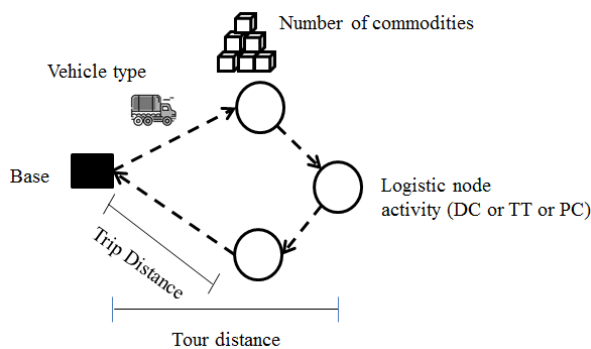 Number of commodities
Vehicle type
Base
Logistic node
activity (DC or TT or PC)
Trip Distance
Tour distance